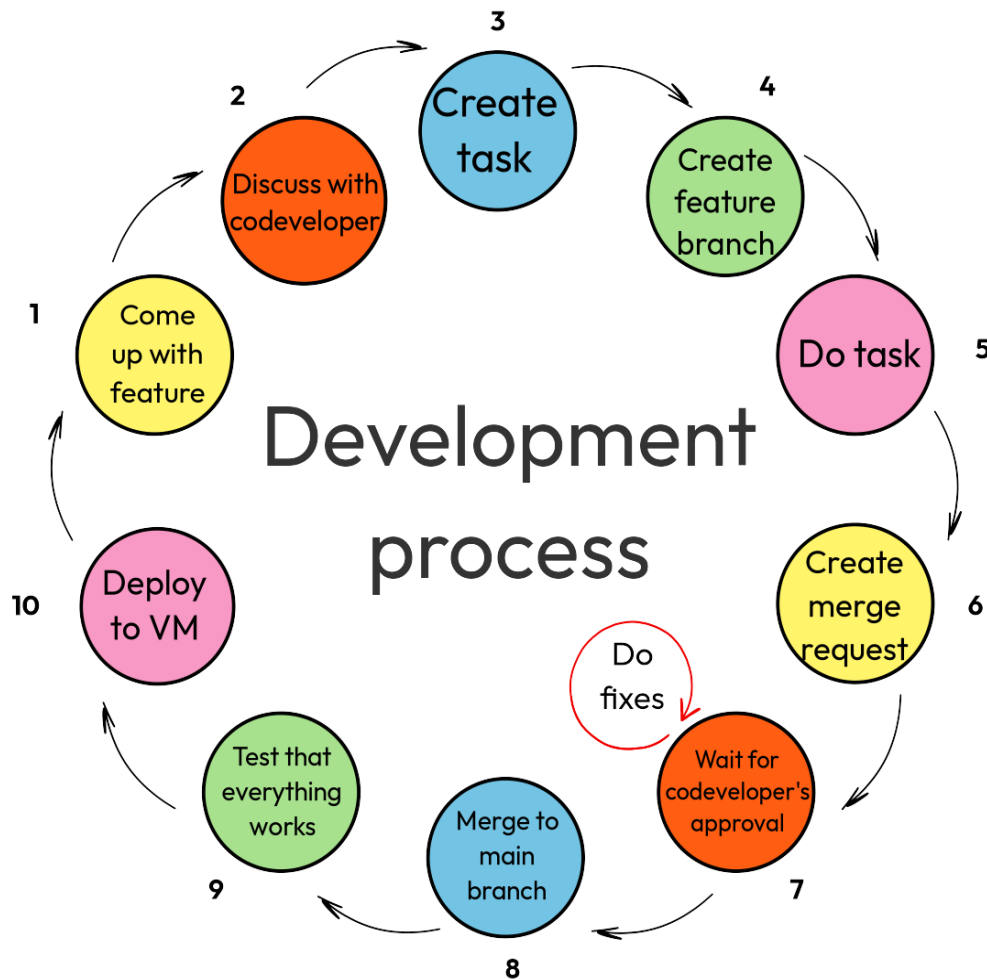 1
Come
up with
feature
2
Discuss with
codeveloper
3
Create
task
4
Create
feature
branch
5
Do task
6
Create
merge
request
7
Wait for
codeveloper's
approval
Do
fixes
8
Merge to
main
branch
9
Test that
everything
works
10
Deploy
to VM
Development
process